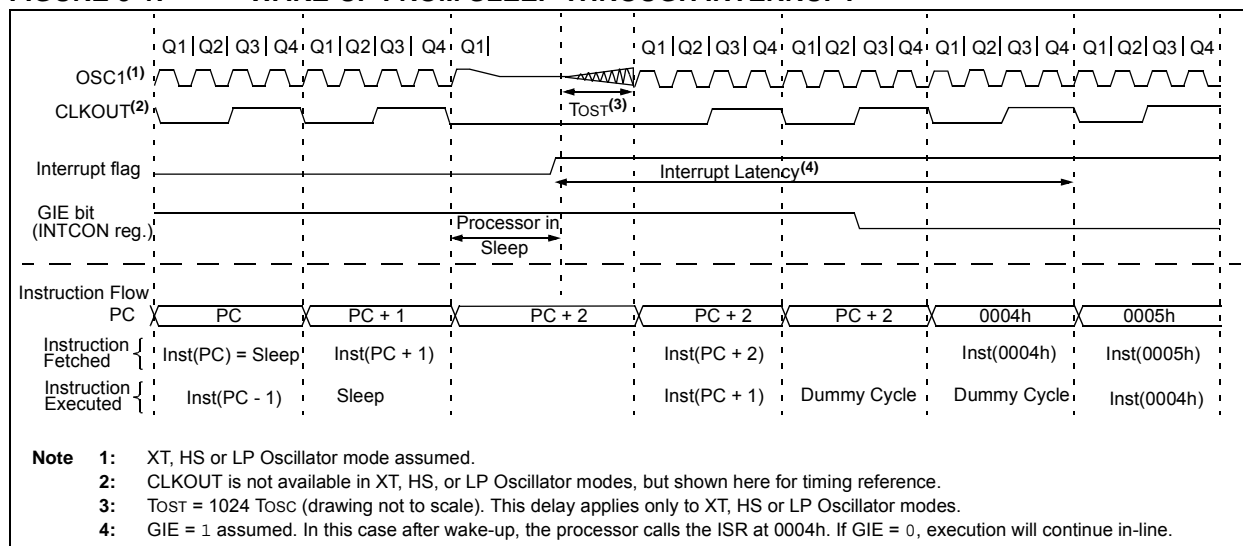 Q1 Q2 Q3 Q4 Q1 Q2 Q3 Q4 Q1 Q1 Q2 Q3 Q4 Q1 Q2 Q3 Q4 Q1 Q2 Q3 Q4 Q1 Q2 Q3 Q4
OSC1(1)
CLKOUT(2)
TOST(3)
Interrupt flag
Interrupt Latency(4)
GIE bit
(INTCON reg.)
Processor in
Sleep
Instruction Flow
PC PC PC + 1 PC + 2 PC + 2 PC + 2 0004h 0005h
Instruction
Fetched { Inst(PC) = Sleep Inst(PC + 1) Inst(PC + 2) Inst(0004h) Inst(0005h)
Instruction
Executed { Inst(PC - 1) Sleep Inst(PC + 1) Dummy Cycle Dummy Cycle Inst(0004h)
Note 1: XT, HS or LP Oscillator mode assumed.
2: CLKOUT is not available in XT, HS, or LP Oscillator modes, but shown here for timing reference.
3: TOST = 1024 TOSC (drawing not to scale). This delay applies only to XT, HS or LP Oscillator modes.
4: GIE = 1 assumed. In this case after wake-up, the processor calls the ISR at 0004h. If GIE = 0, execution will continue in-line.